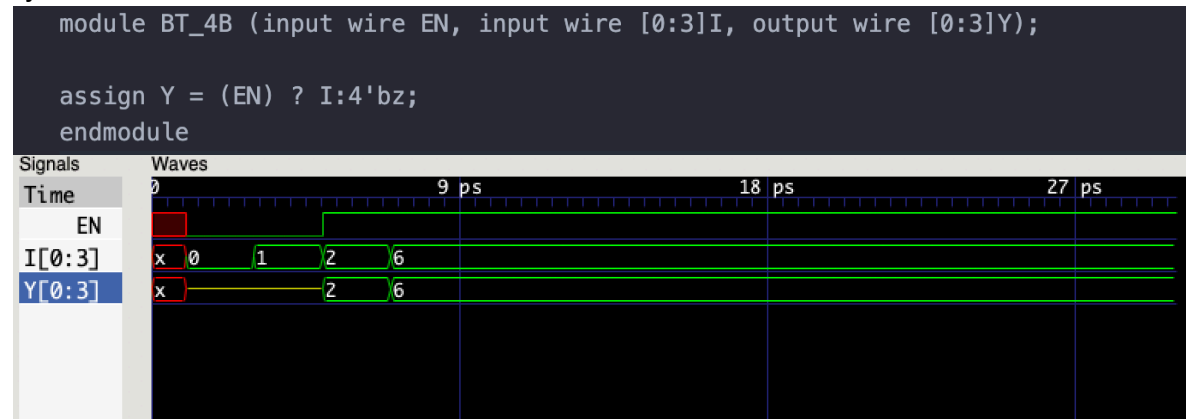 module BT_4B (input wire EN, input wire [0:3]I, output wire [0:3]Y);
assign Y = (EN) ? I:4'bz;
endmodule
Signals Waves
Time 0 9 ps 18 ps 27 ps
EN
I[0:3] x 0 1 2 6
Y[0:3] x 2 6